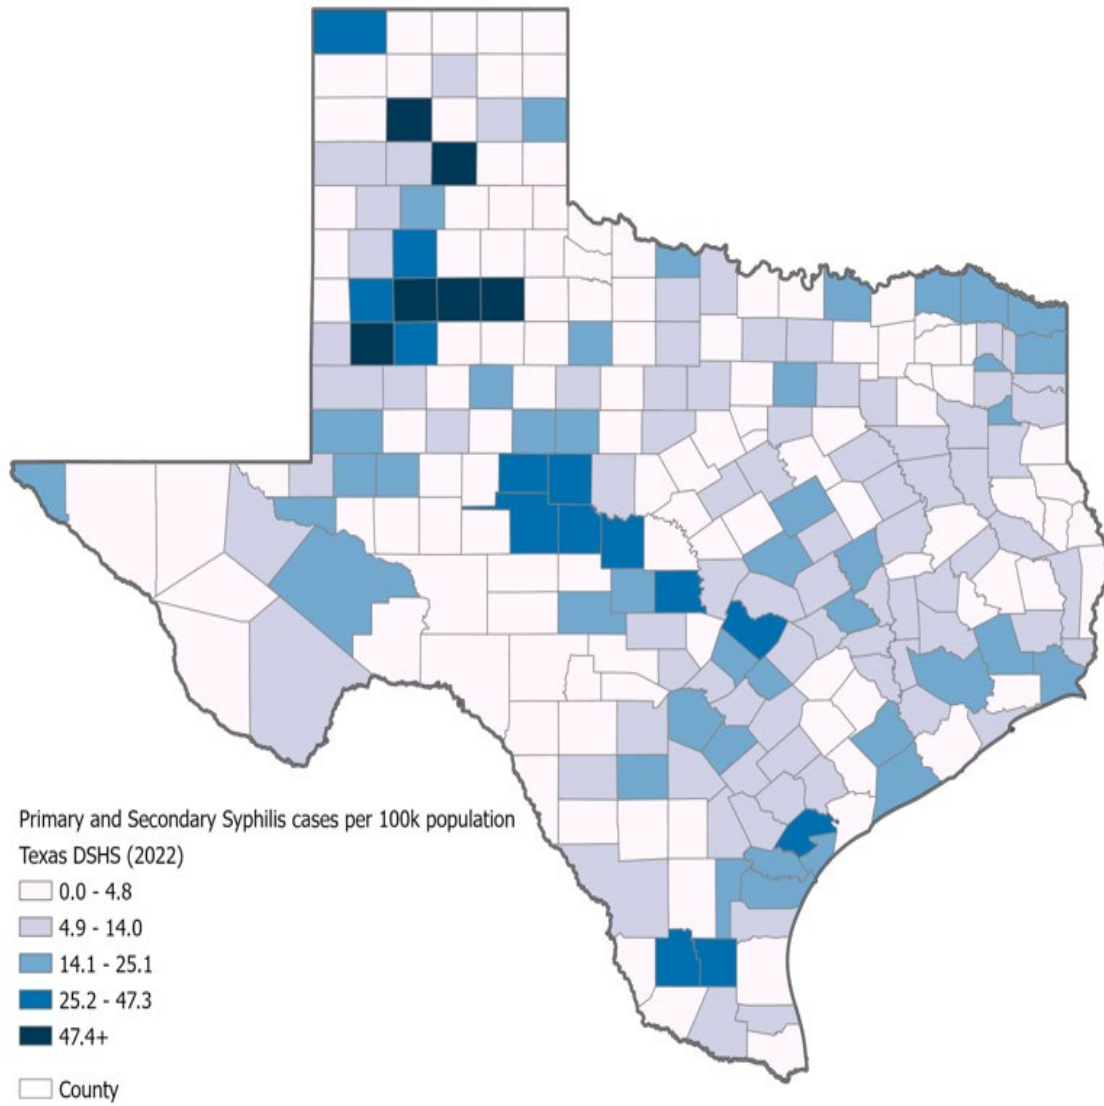 Primary and Secondary Syphilis cases per 100k population
Texas DSHS (2022)
0.0 - 4.8
4.9 - 14.0
14.1 - 25.1
25.2 - 47.3
47.4+
County